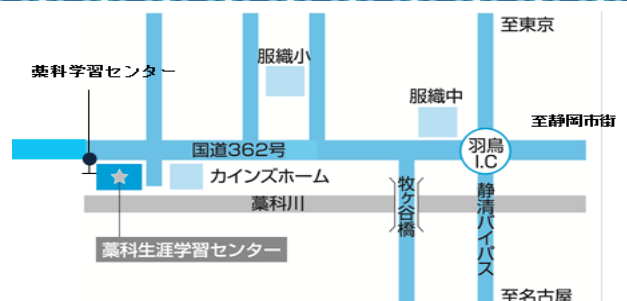 至東京
服織小
薬科学習センター
服織中
至静岡市街
国道362号
羽鳥
I.C
カインズホーム
牧ヶ谷橋
静清バイパス
藁科川
藁科生涯学習センター
至名古屋